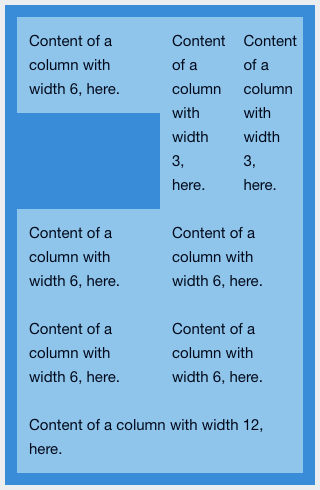 Content of a
column with
width 6, here.
Content
of a
column
with
width
3,
here.
Content
of a
column
with
width
3,
here.
Content of a
column with
width 6, here.
Content of a
column with
width 6, here.
Content of a
column with
width 6, here.
Content of a
column with
width 6, here.
Content of a column with width 12,
here.